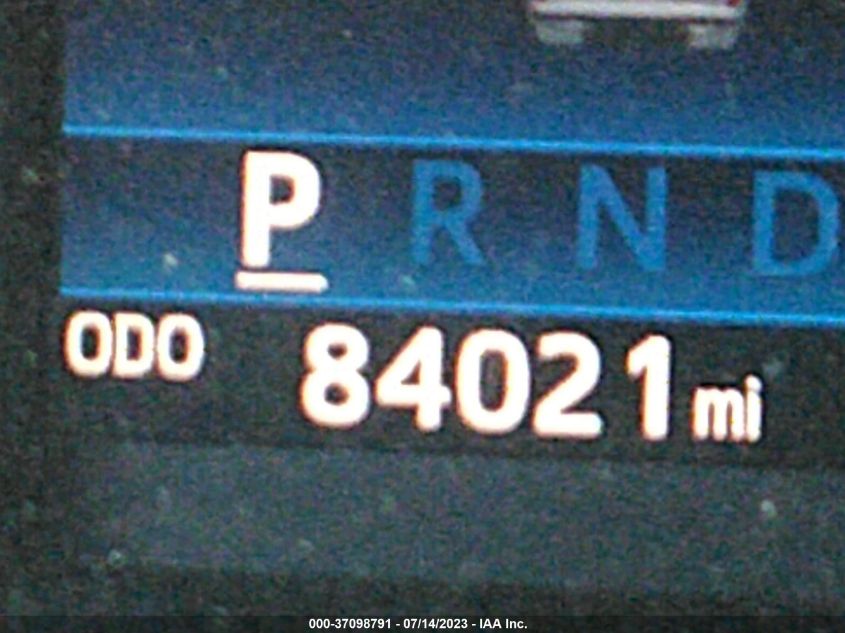 P R N D
ODO 84021 mi
000-37098791 - 07/14/2023 - IAA Inc.